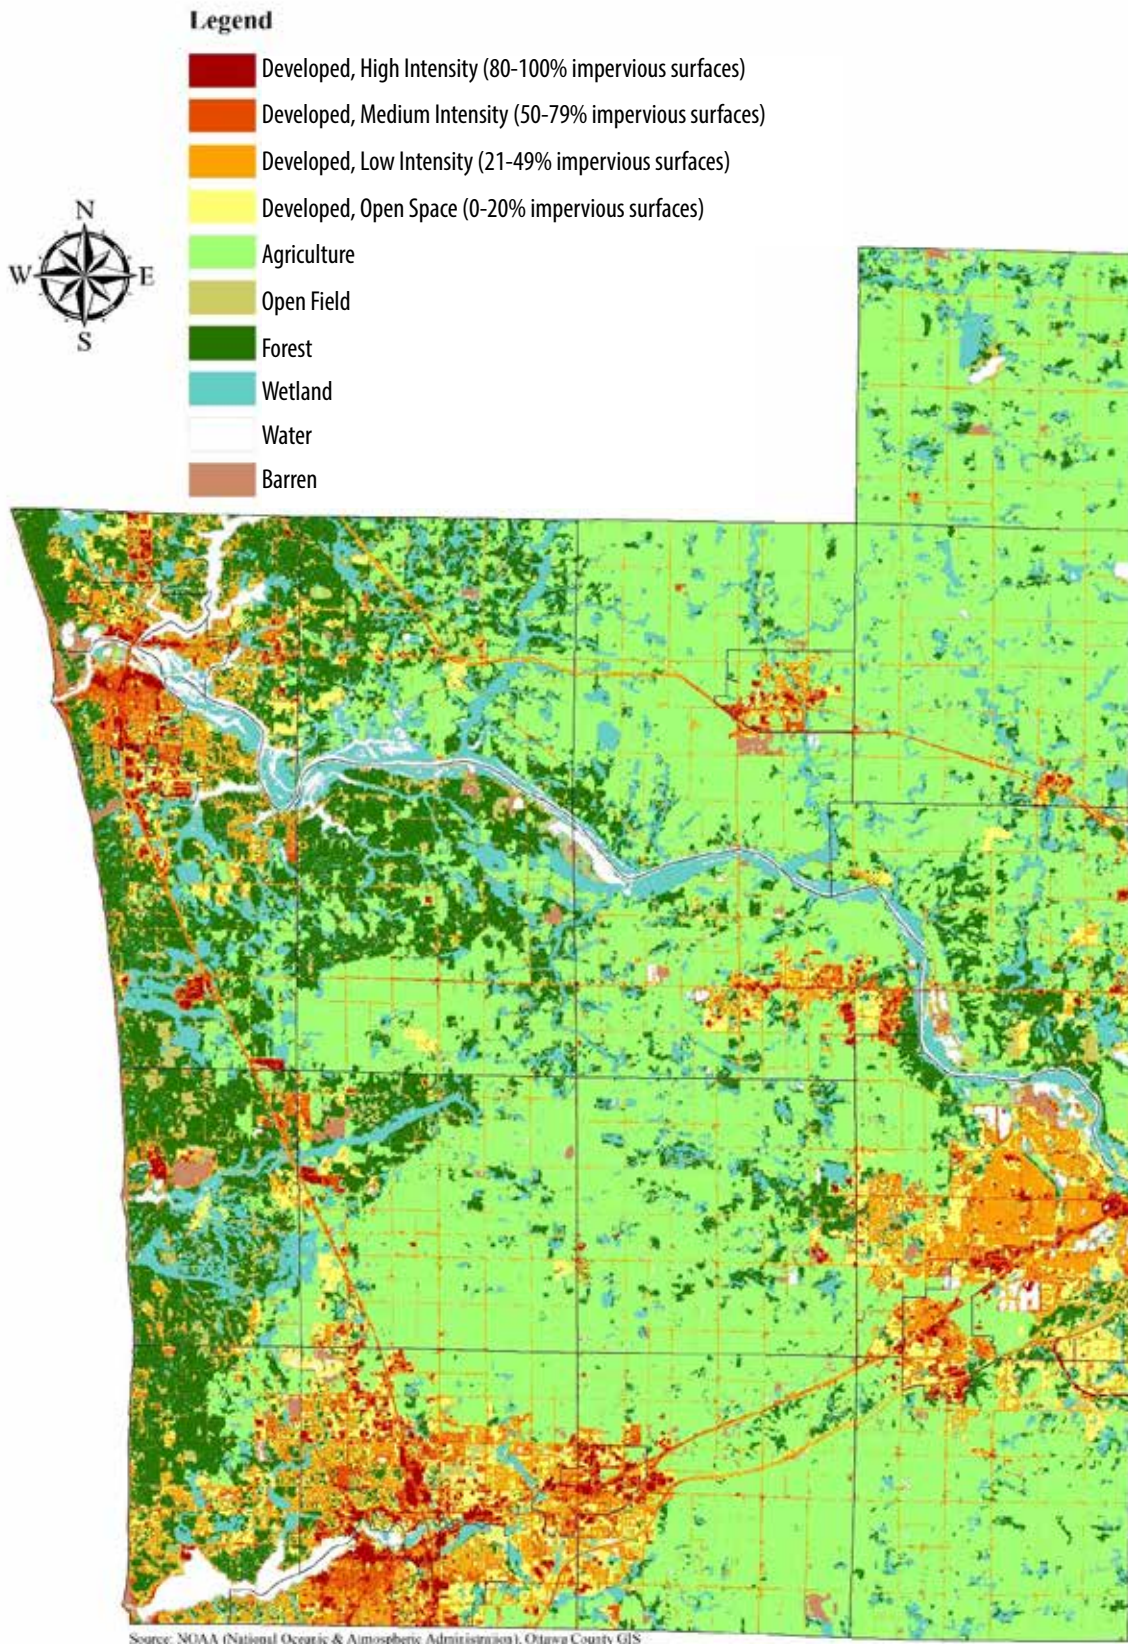 Legend
Developed, High Intensity (80-100% impervious surfaces)
Developed, Medium Intensity (50-79% impervious surfaces)
Developed, Low Intensity (21-49% impervious surfaces)
Developed, Open Space (0-20% impervious surfaces)
N
W E
S
Agriculture
Open Field
Forest
Wetland
Water
Barren
Source: NOAA (National Oceanic & Atmospheric Administration), Ottawa County GIS